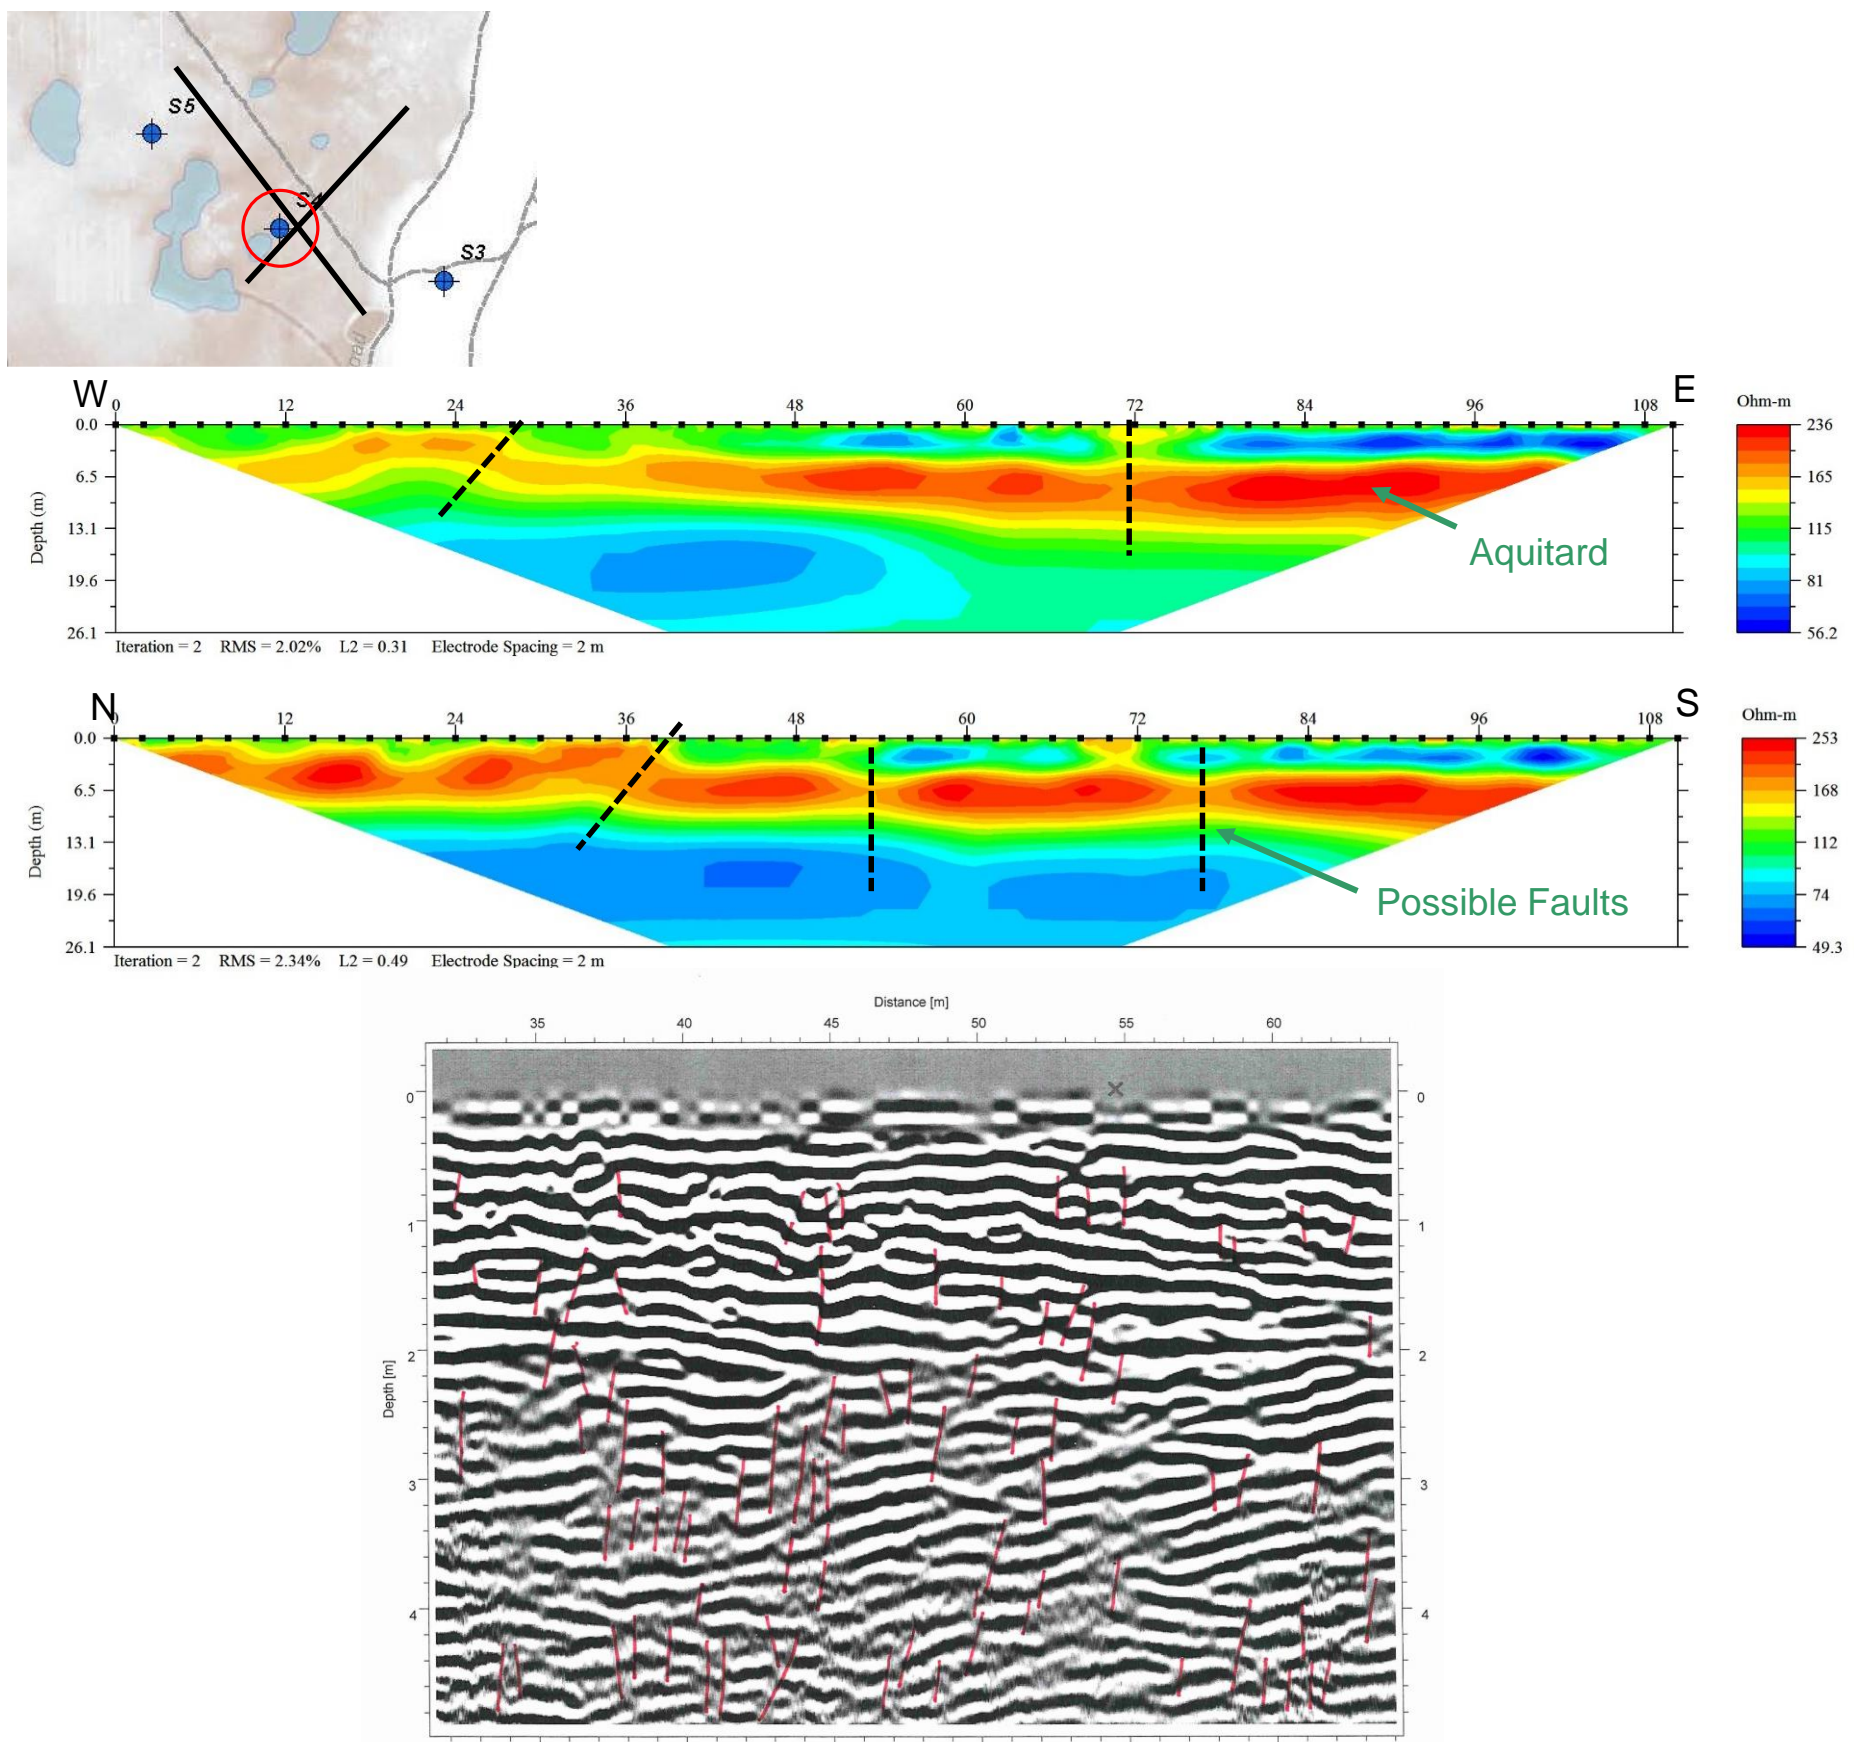 S5
S4
S3
oad
W
E
0 12 24 36 48 60 72 84 96 108
Ohm-m
0.0
6.5
13.1
19.6
26.1
Depth (m)
236
165
115
81
56.2
Aquitard
Iteration = 2 RMS = 2.02% L2 = 0.31 Electrode Spacing = 2 m
N
S
0 12 24 36 48 60 72 84 96 108
Ohm-m
0.0
6.5
13.1
19.6
26.1
Depth (m)
253
168
112
74
49.3
Possible Faults
Iteration = 2 RMS = 2.34% L2 = 0.49 Electrode Spacing = 2 m
Distance [m]
35 40 45 50 55 60
0 0
1 1
2 2
Depth [m]
3 3
4 4